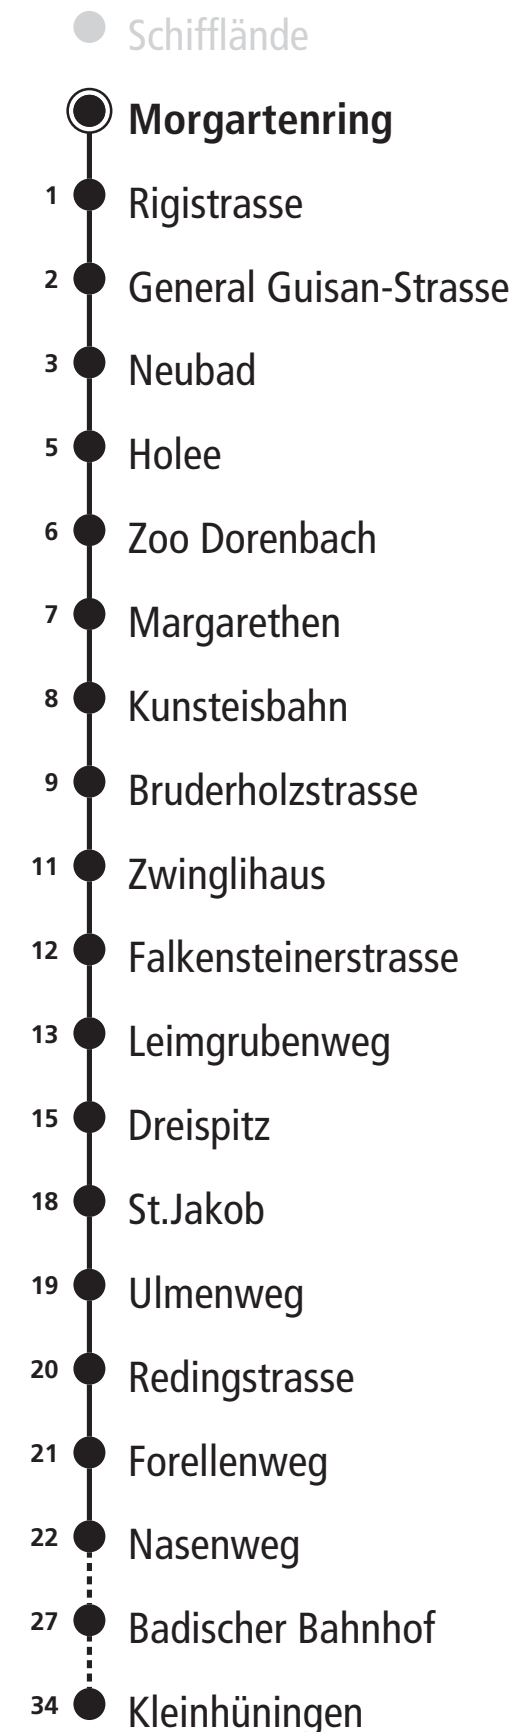 Schifflände
Morgartenring
1 Rigistrasse
2 General Guisan-Strasse
3 Neubad
5 Holee
6 Zoo Dorenbach
7 Margarethen
8 Kunsteisbahn
9 Bruderholzstrasse
11 Zwinglihaus
12 Falkensteinerstrasse
13 Leimgrubenweg
15 Dreispitz
18 St.Jakob
19 Ulmenweg
20 Redingstrasse
21 Forellenweg
22 Nasenweg
27 Badischer Bahnhof
34 Kleinhüningen